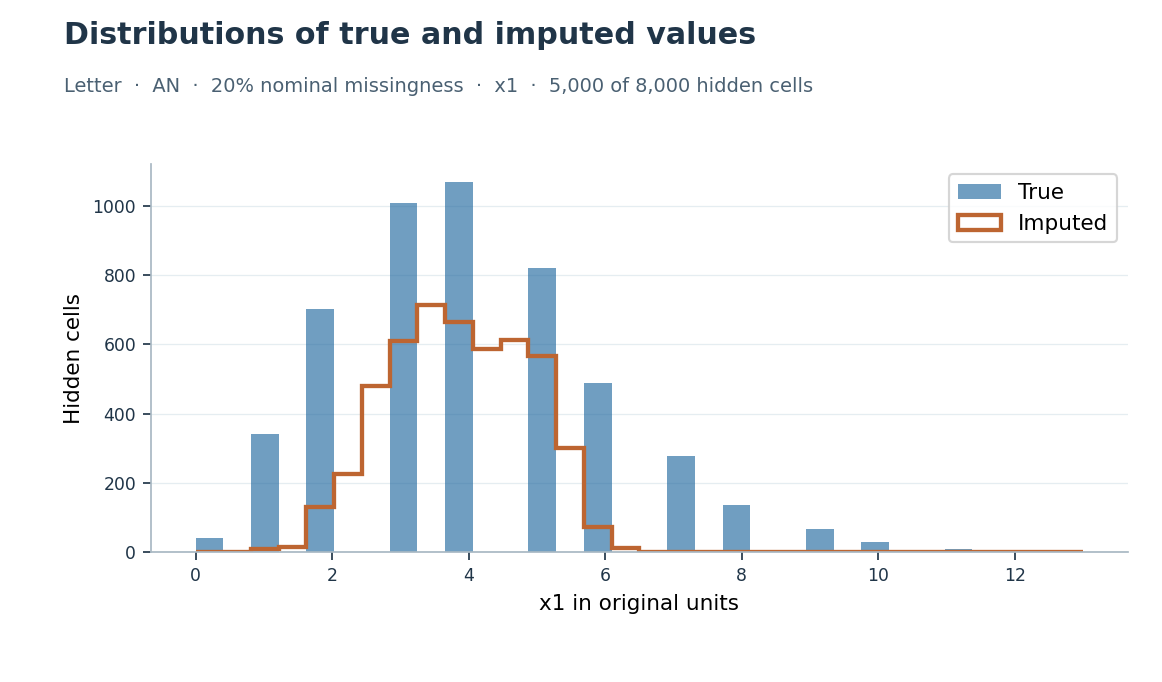 Distributions of true and imputed values
Letter · AN · 20% nominal missingness · x1 · 5,000 of 8,000 hidden cells
True
Imputed
Hidden cells
1000
800
600
400
200
0
0 2 4 6 8 10 12
x1 in original units